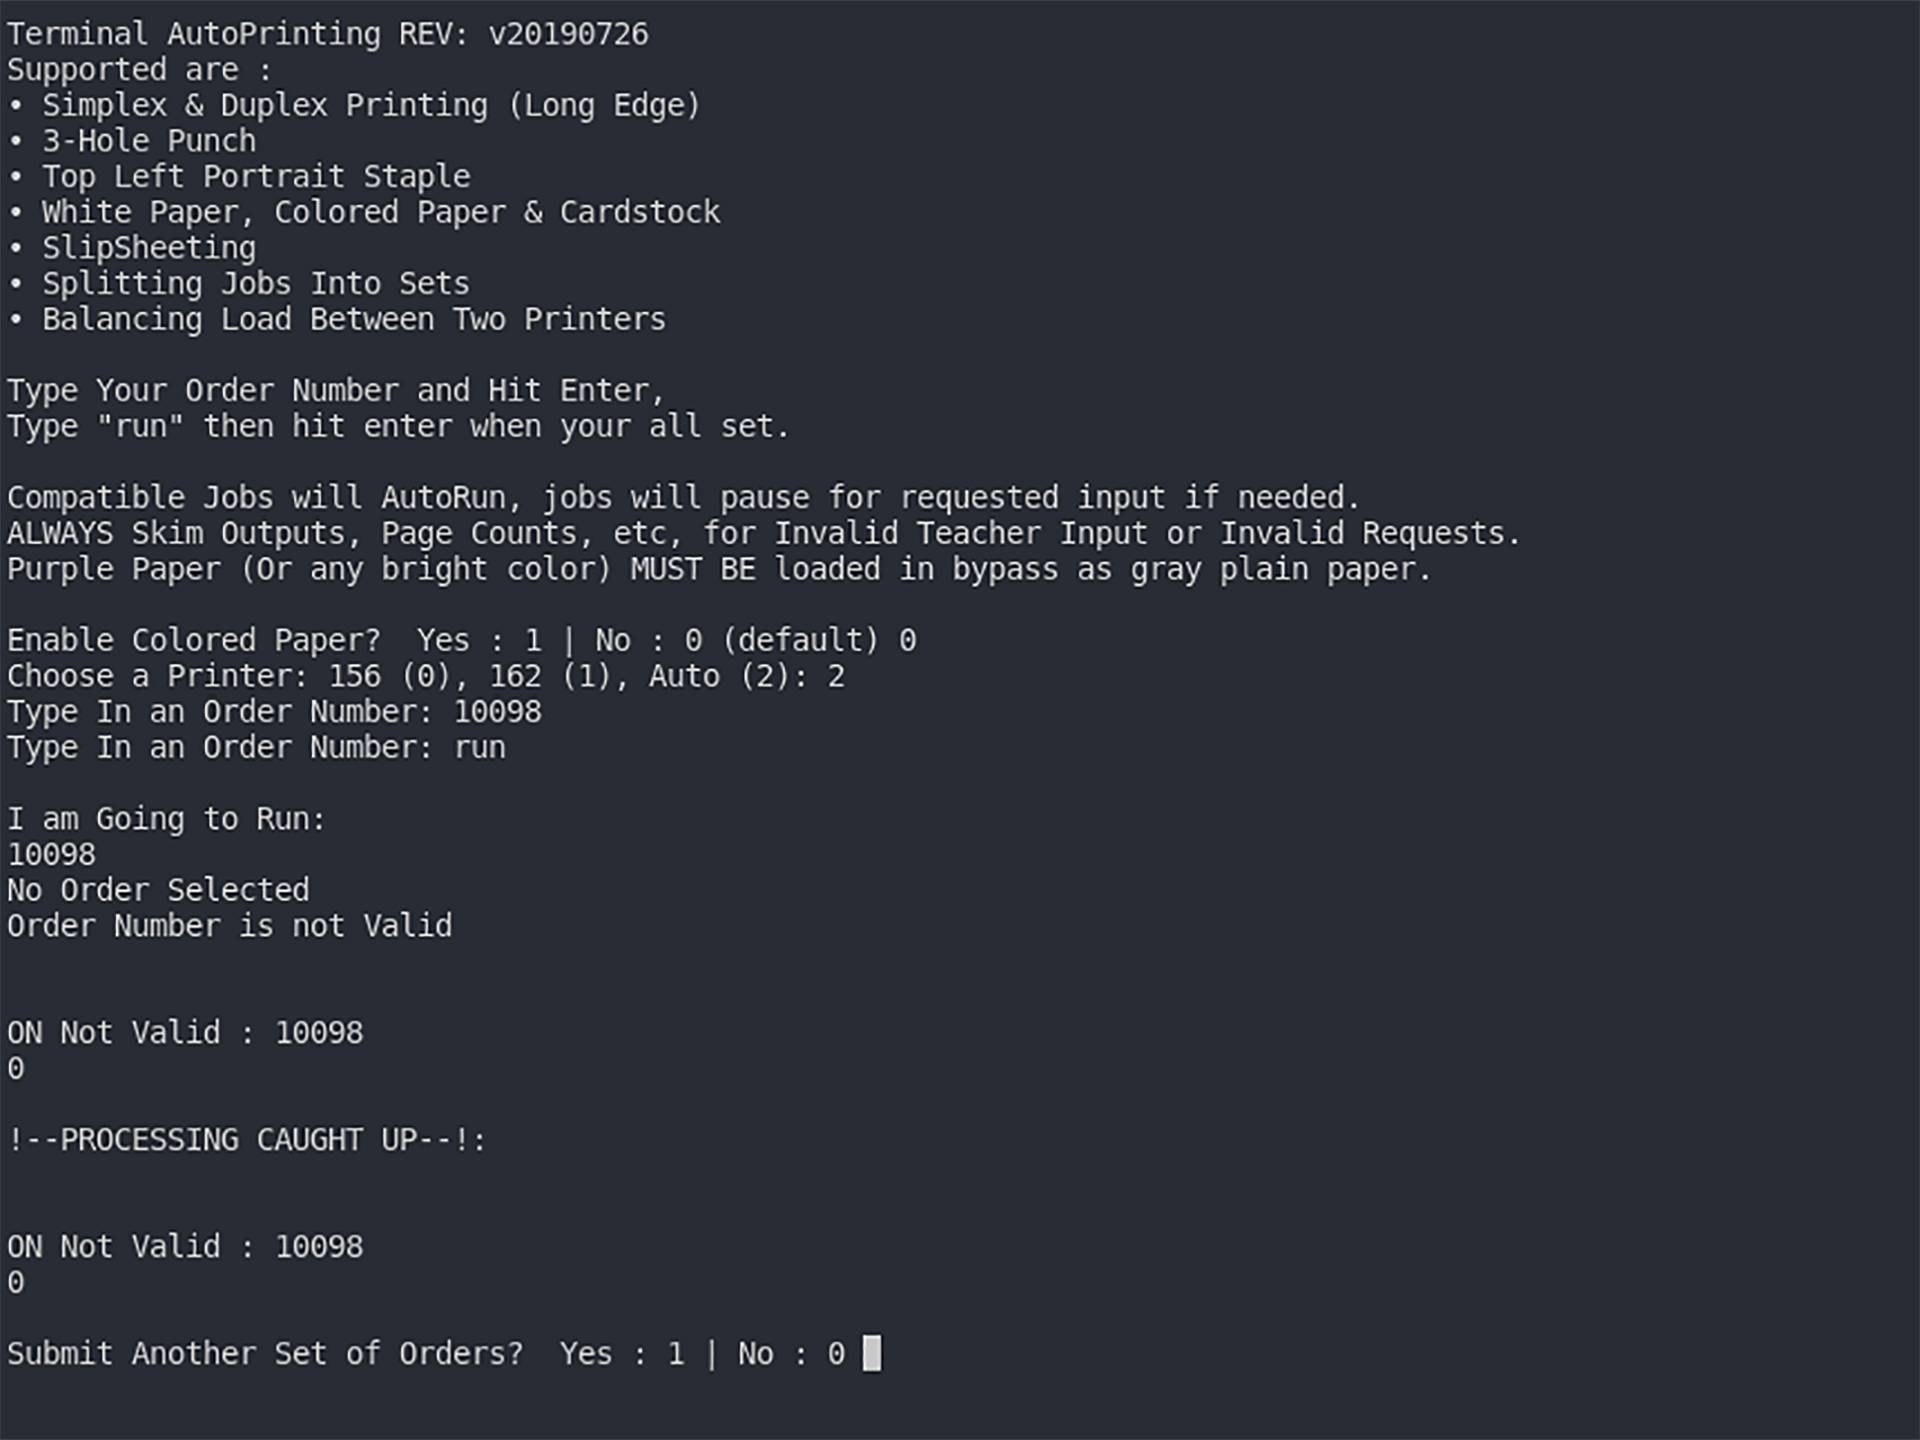 Terminal AutoPrinting REV: v20190726
Supported are :
• Simplex & Duplex Printing (Long Edge)
• 3-Hole Punch
• Top Left Portrait Staple
• White Paper, Colored Paper & Cardstock
• SlipSheeting
• Splitting Jobs Into Sets
• Balancing Load Between Two Printers
Type Your Order Number and Hit Enter,
Type "run" then hit enter when your all set.
Compatible Jobs will AutoRun, jobs will pause for requested input if needed.
ALWAYS Skim Outputs, Page Counts, etc, for Invalid Teacher Input or Invalid Requests.
Purple Paper (Or any bright color) MUST BE loaded in bypass as gray plain paper.
Enable Colored Paper?  Yes : 1 | No : 0 (default) 0
Choose a Printer: 156 (0), 162 (1), Auto (2): 2
Type In an Order Number: 10098
Type In an Order Number: run
I am Going to Run:
10098
No Order Selected
Order Number is not Valid
ON Not Valid : 10098
0
!--PROCESSING CAUGHT UP--!:
ON Not Valid : 10098
0
Submit Another Set of Orders?  Yes : 1 | No : 0